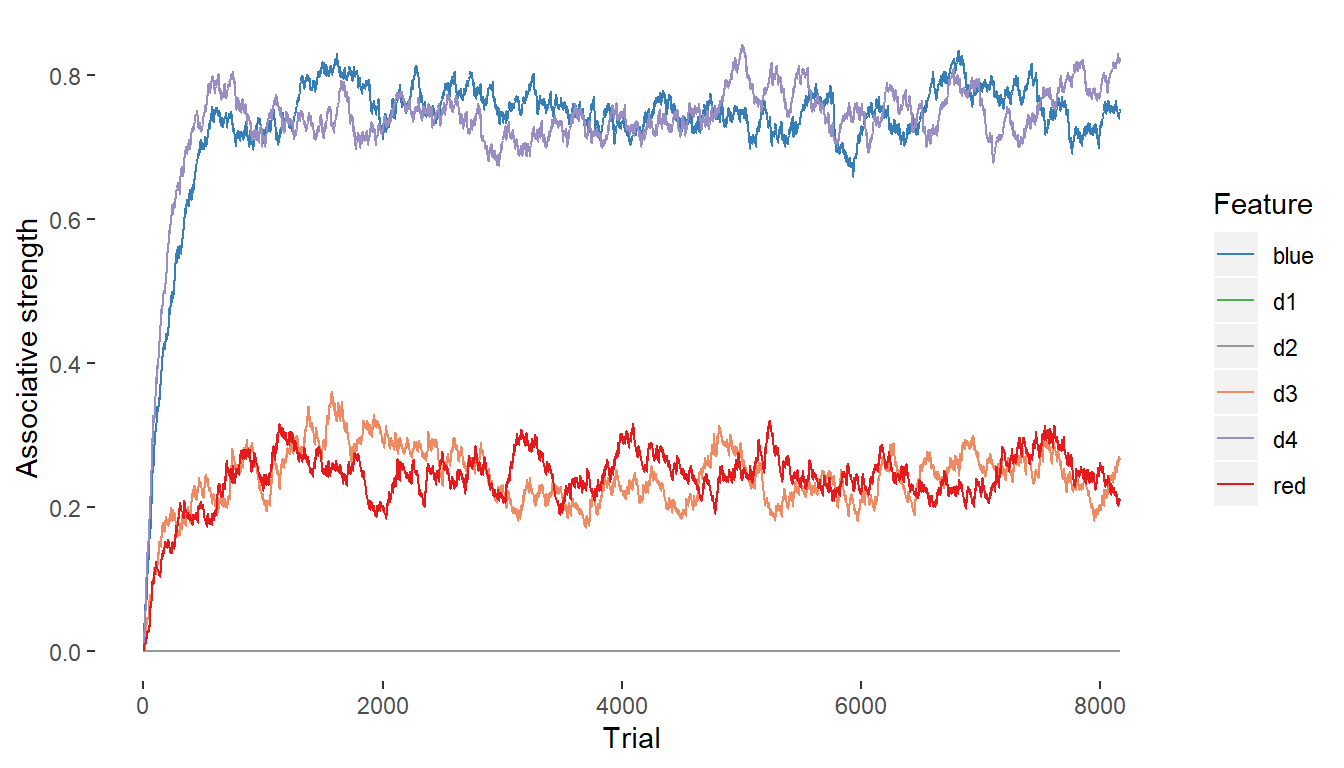 Associative strength
0.8
0.6
0.4
0.2
0.0
0 2000 4000 6000 8000
Trial
Feature
blue
d1
d2
d3
d4
red